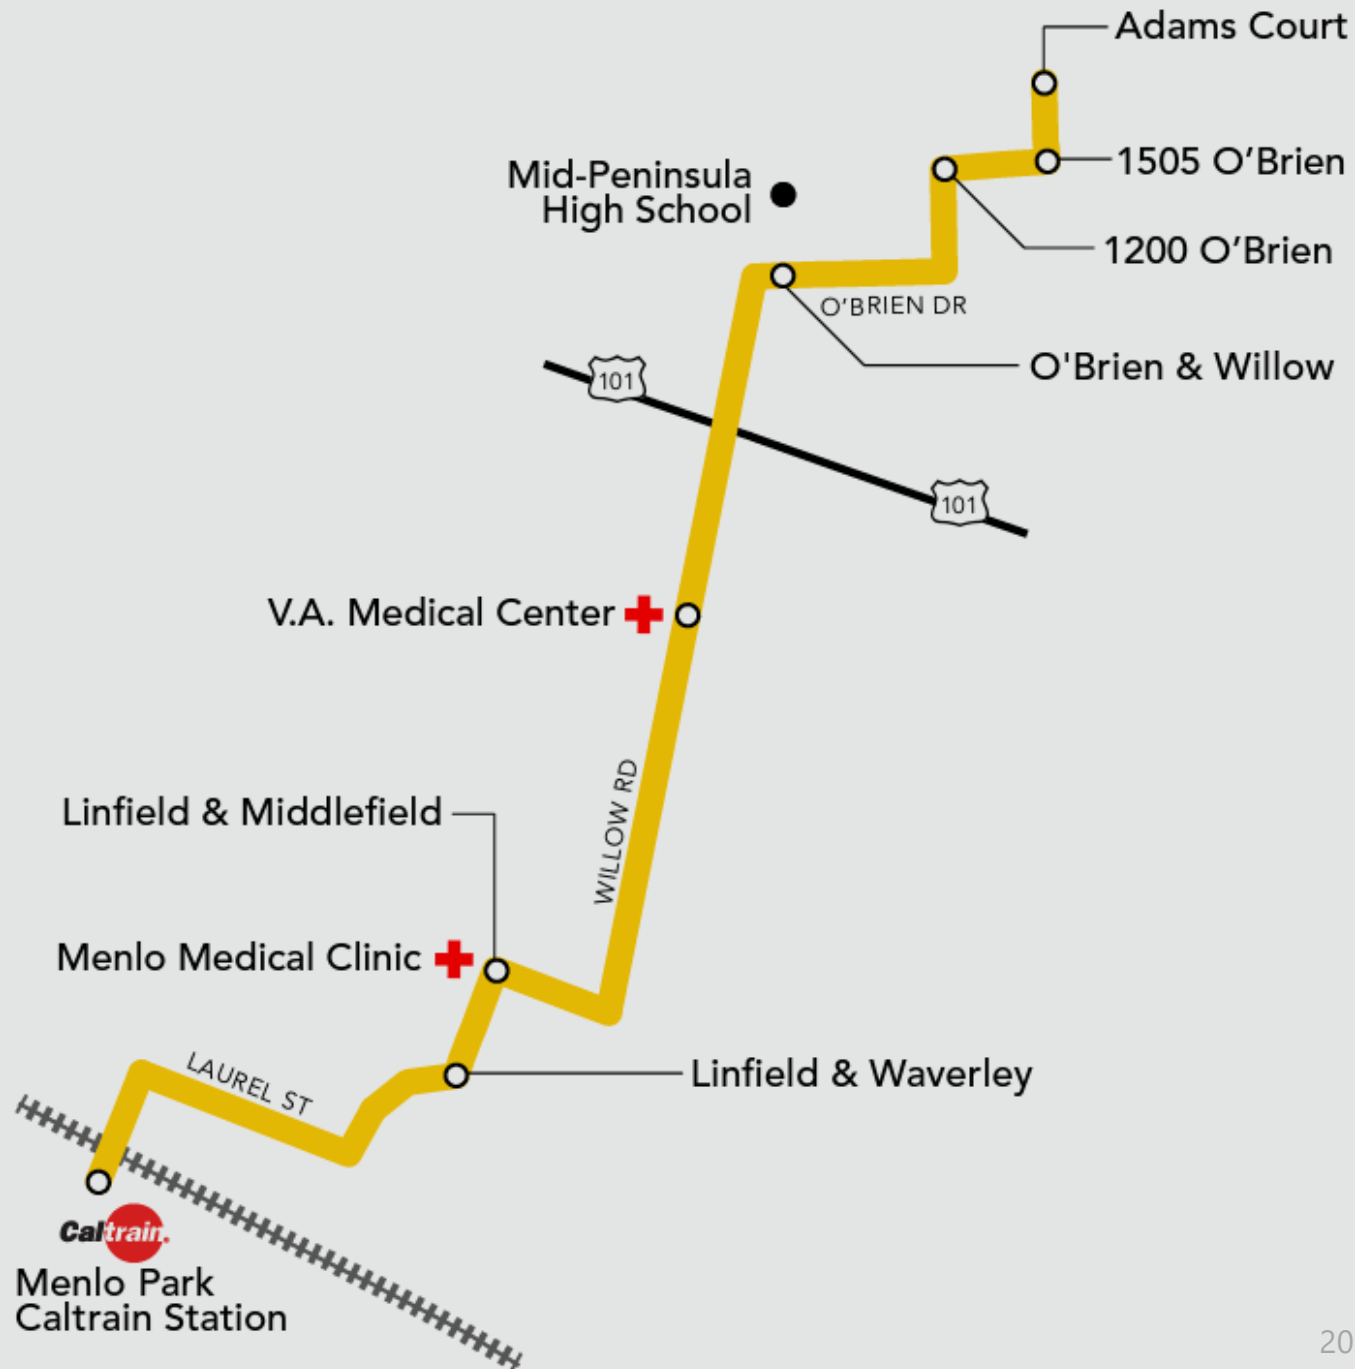 Adams Court
1505 O'Brien
Mid-Peninsula
High School
1200 O'Brien
O'BRIEN DR
O'Brien & Willow
101
101
V.A. Medical Center
WILLOW RD
Linfield & Middlefield
Menlo Medical Clinic
LAUREL ST
Linfield & Waverley
Caltrain.
Menlo Park
Caltrain Station
20